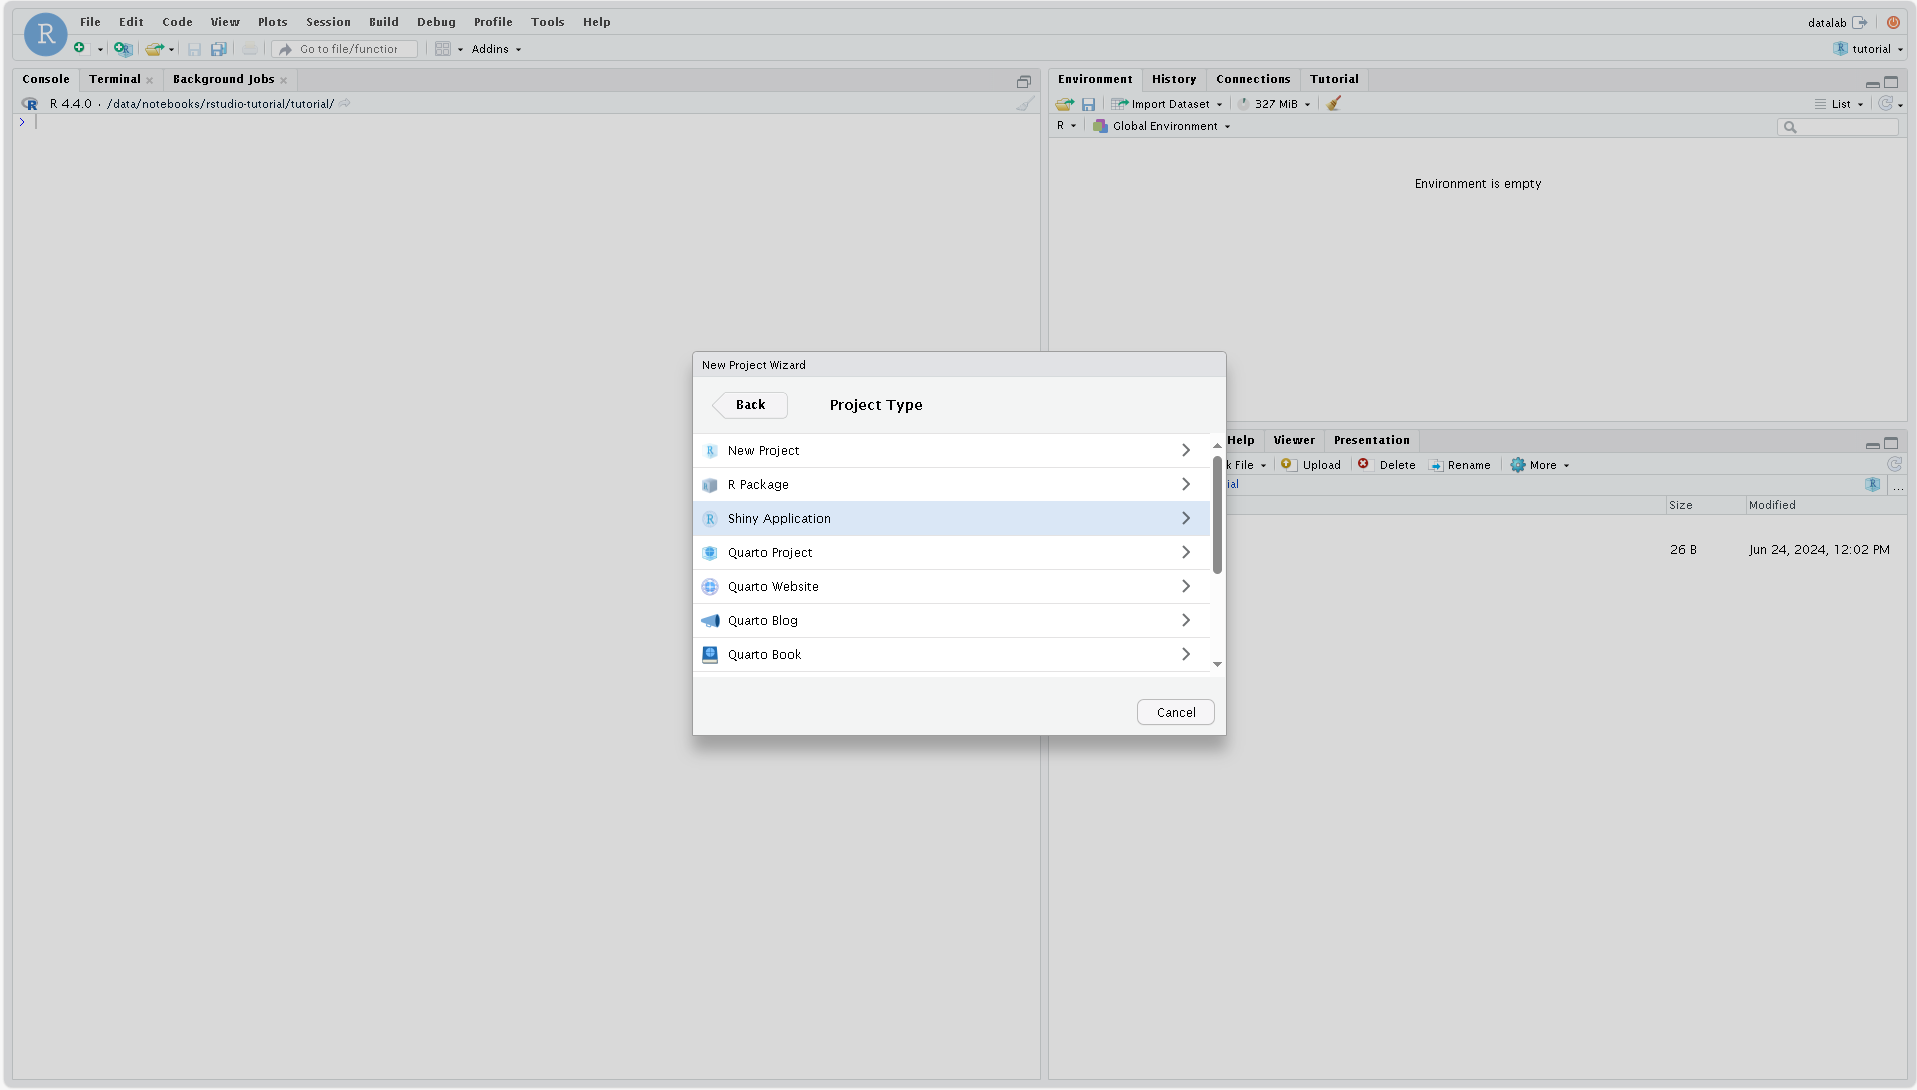 File Edit Code View Plots Session Build Debug Profile Tools Help
datalab
R
Go to file/function
Addins
tutorial
Console Terminal Background Jobs
R 4.4.0 · /data/notebooks/rstudio-tutorial/tutorial/
>
Environment History Connections Tutorial
Import Dataset 327 MiB List
R Global Environment
Environment is empty
New Project Wizard
Back Project Type
New Project
R Package
Shiny Application
Quarto Project
Quarto Website
Quarto Blog
Quarto Book
Cancel
Help Viewer Presentation
k File Upload Delete Rename More
ial ...
Size Modified
26 B Jun 24, 2024, 12:02 PM